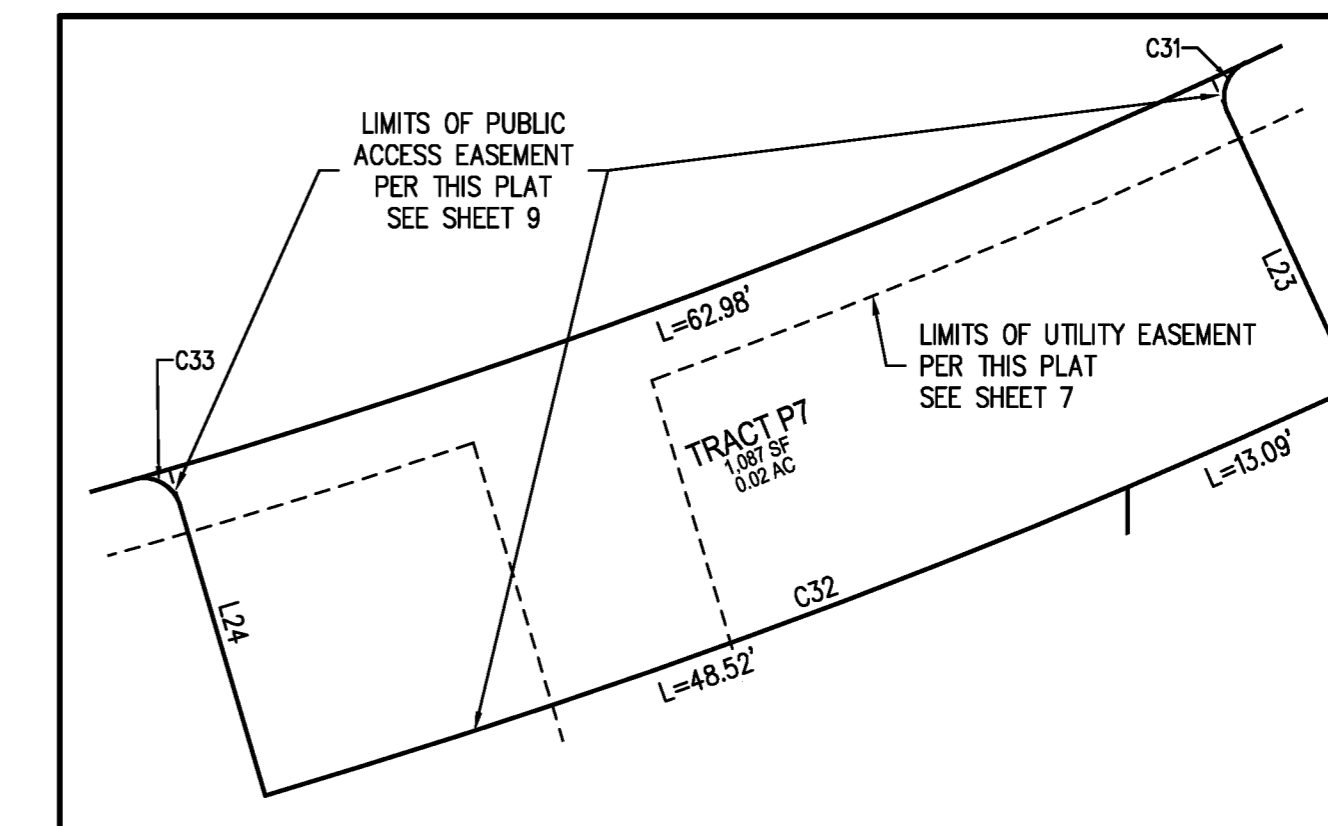 C31
LIMITS OF PUBLIC
ACCESS EASEMENT
PER THIS PLAT
SEE SHEET 9
L23
L=62.98'
LIMITS OF UTILITY EASEMENT
PER THIS PLAT
SEE SHEET 7
C33
TRACT P7
1,087 SF
0.02 AC
L=13.09'
C32
L24
L=48.52'